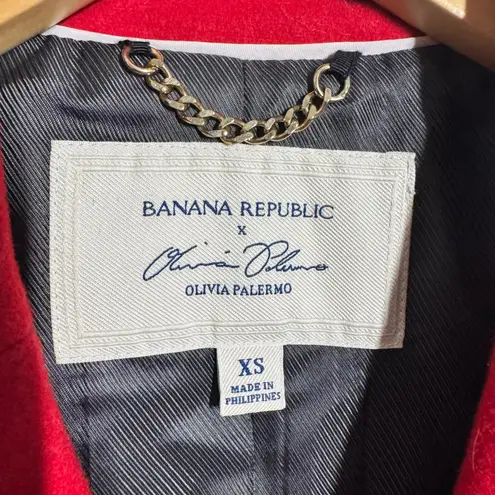 BANANA REPUBLIC
x
Olivia Palermo
OLIVIA PALERMO
XS
MADE IN
PHILIPPINES